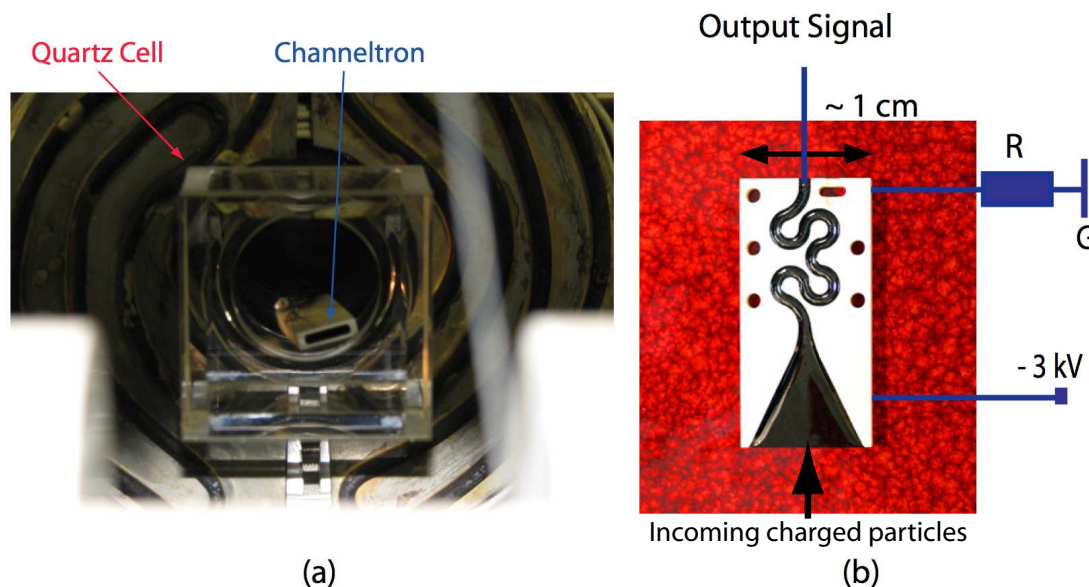 Quartz Cell
Channeltron
(a)
Output Signal
~ 1 cm
R
G
- 3 kV
Incoming charged particles
(b)